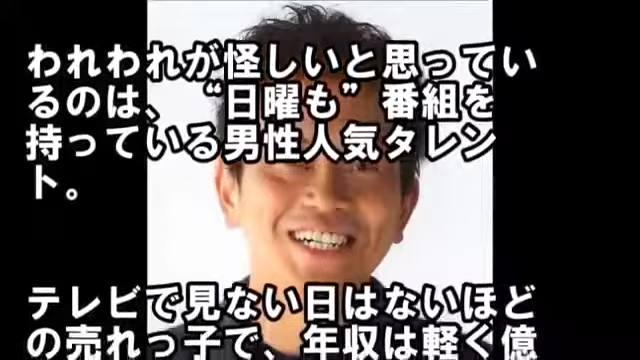 われわれが怪しいと思ってい
るのは、“日曜も”番組を
持っている男性人気タレン
ト。
テレビで見ない日はないほど
の売れっ子で、年収は軽く億